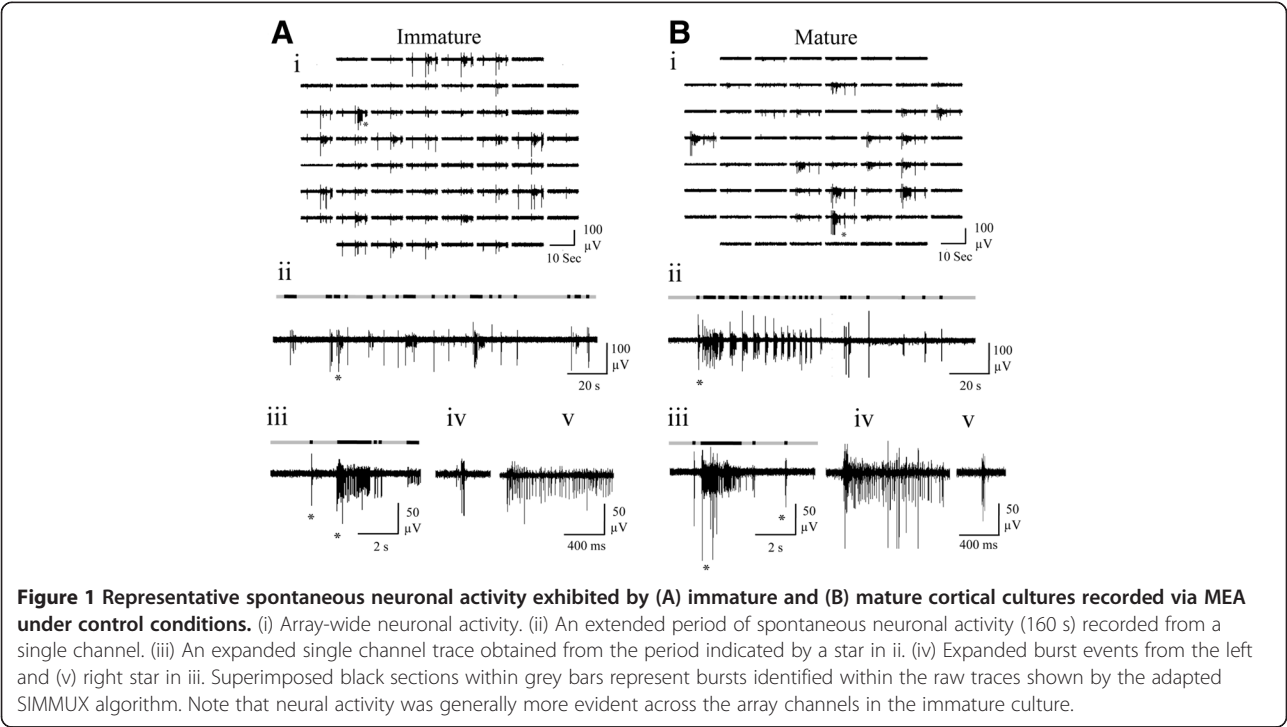 A
Immature
i
*
100
µV
10 Sec
ii
*
100
µV
20 s
iii
iv
v
*
*
50
µV
2 s
50
µV
400 ms
B
Mature
i
*
100
µV
10 Sec
ii
*
100
µV
20 s
iii
iv
v
*
*
50
µV
2 s
50
µV
400 ms
Figure 1 Representative spontaneous neuronal activity exhibited by (A) immature and (B) mature cortical cultures recorded via MEA
under control conditions. (i) Array-wide neuronal activity. (ii) An extended period of spontaneous neuronal activity (160 s) recorded from a
single channel. (iii) An expanded single channel trace obtained from the period indicated by a star in ii. (iv) Expanded burst events from the left
and (v) right star in iii. Superimposed black sections within grey bars represent bursts identified within the raw traces shown by the adapted
SIMMUX algorithm. Note that neural activity was generally more evident across the array channels in the immature culture.